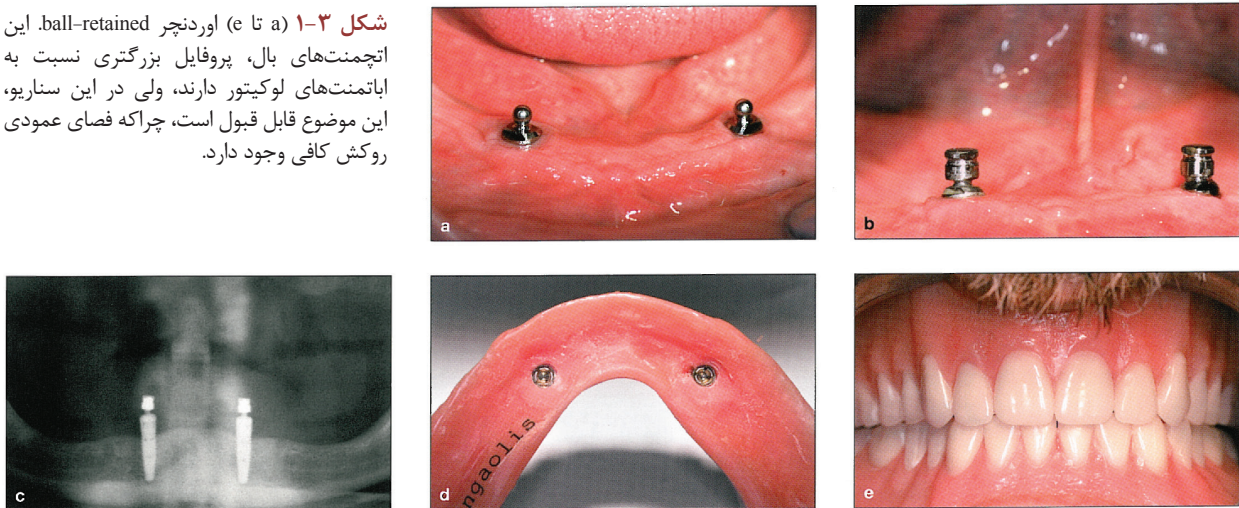 شکل ۳-۱ (a تا e) اوردنچر ball-retained. این
اتچمنت‌های بال، پروفایل بزرگتری نسبت به
اباتمنت‌های لوکیتور دارند، ولی در این سناریو،
این موضوع قابل قبول است، چراکه فضای عمودی
روکش کافی وجود دارد.
a
b
c
d
ngaolis
e